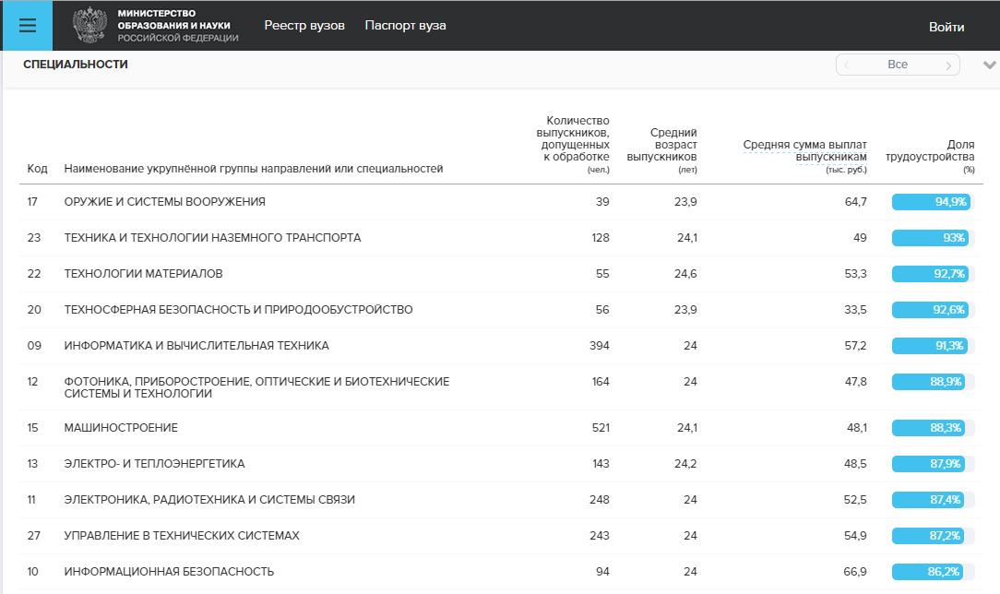 МИНИСТЕРСТВО
ОБРАЗОВАНИЯ И НАУКИ
РОССИЙСКОЙ ФЕДЕРАЦИИ
Реестр вузов Паспорт вуза Войти
СПЕЦИАЛЬНОСТИ Все
Код Наименование укрупнённой группы направлений или специальностей
Количество
выпускников,
допущенных
к обработке
(чел.)
Средний
возраст
выпускников
(лет)
Средняя сумма выплат
выпускникам
(тыс. руб.)
Доля
трудоустройства
(%)
17 ОРУЖИЕ И СИСТЕМЫ ВООРУЖЕНИЯ 39 23,9 64,7 94,9%
23 ТЕХНИКА И ТЕХНОЛОГИИ НАЗЕМНОГО ТРАНСПОРТА 128 24,1 49 93%
22 ТЕХНОЛОГИИ МАТЕРИАЛОВ 55 24,6 53,3 92,7%
20 ТЕХНОСФЕРНАЯ БЕЗОПАСНОСТЬ И ПРИРОДООБУСТРОЙСТВО 56 23,9 33,5 92,6%
09 ИНФОРМАТИКА И ВЫЧИСЛИТЕЛЬНАЯ ТЕХНИКА 394 24 57,2 91,3%
12 ФОТОНИКА, ПРИБОРОСТРОЕНИЕ, ОПТИЧЕСКИЕ И БИОТЕХНИЧЕСКИЕ 164 24 47,8 88,9%
СИСТЕМЫ И ТЕХНОЛОГИИ
15 МАШИНОСТРОЕНИЕ 521 24,1 48,1 88,3%
13 ЭЛЕКТРО- И ТЕПЛОЭНЕРГЕТИКА 143 24,2 48,5 87,9%
11 ЭЛЕКТРОНИКА, РАДИОТЕХНИКА И СИСТЕМЫ СВЯЗИ 248 24 52,5 87,4%
27 УПРАВЛЕНИЕ В ТЕХНИЧЕСКИХ СИСТЕМАХ 243 24 54,9 87,2%
10 ИНФОРМАЦИОННАЯ БЕЗОПАСНОСТЬ 94 24 66,9 86,2%